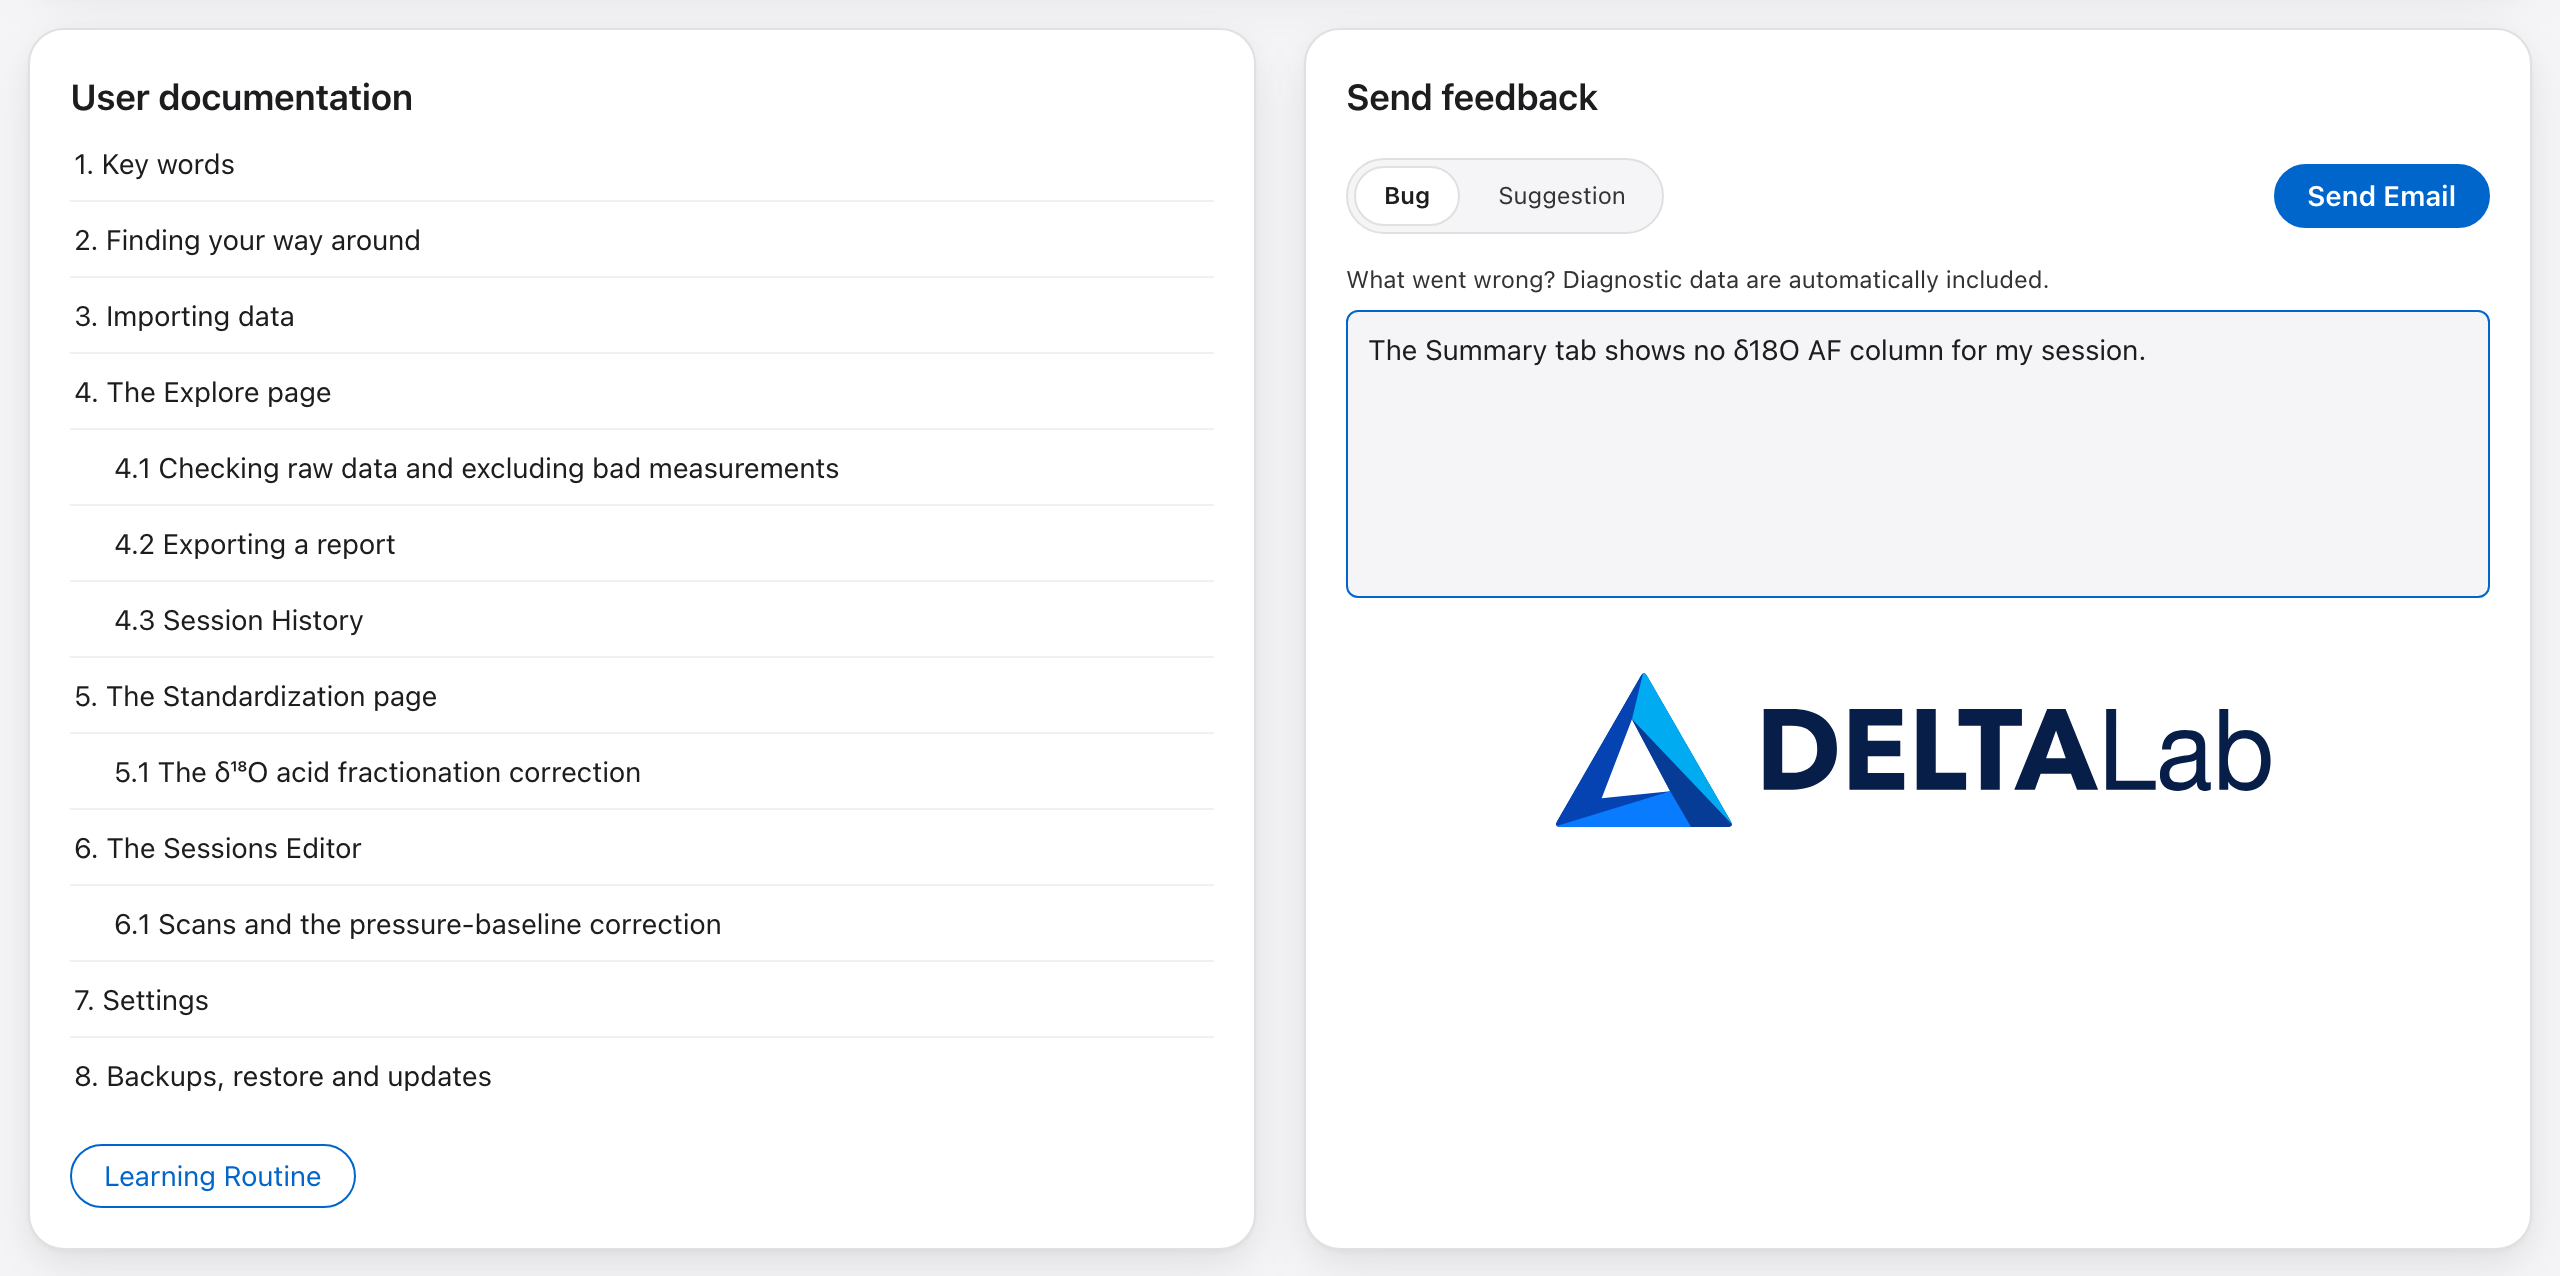 User documentation
1. Key words
2. Finding your way around
3. Importing data
4. The Explore page
4.1 Checking raw data and excluding bad measurements
4.2 Exporting a report
4.3 Session History
5. The Standardization page
5.1 The δ¹⁸O acid fractionation correction
6. The Sessions Editor
6.1 Scans and the pressure-baseline correction
7. Settings
8. Backups, restore and updates
Learning Routine
Send feedback
Bug Suggestion Send Email
What went wrong? Diagnostic data are automatically included.
The Summary tab shows no δ18O AF column for my session.
DELTALab